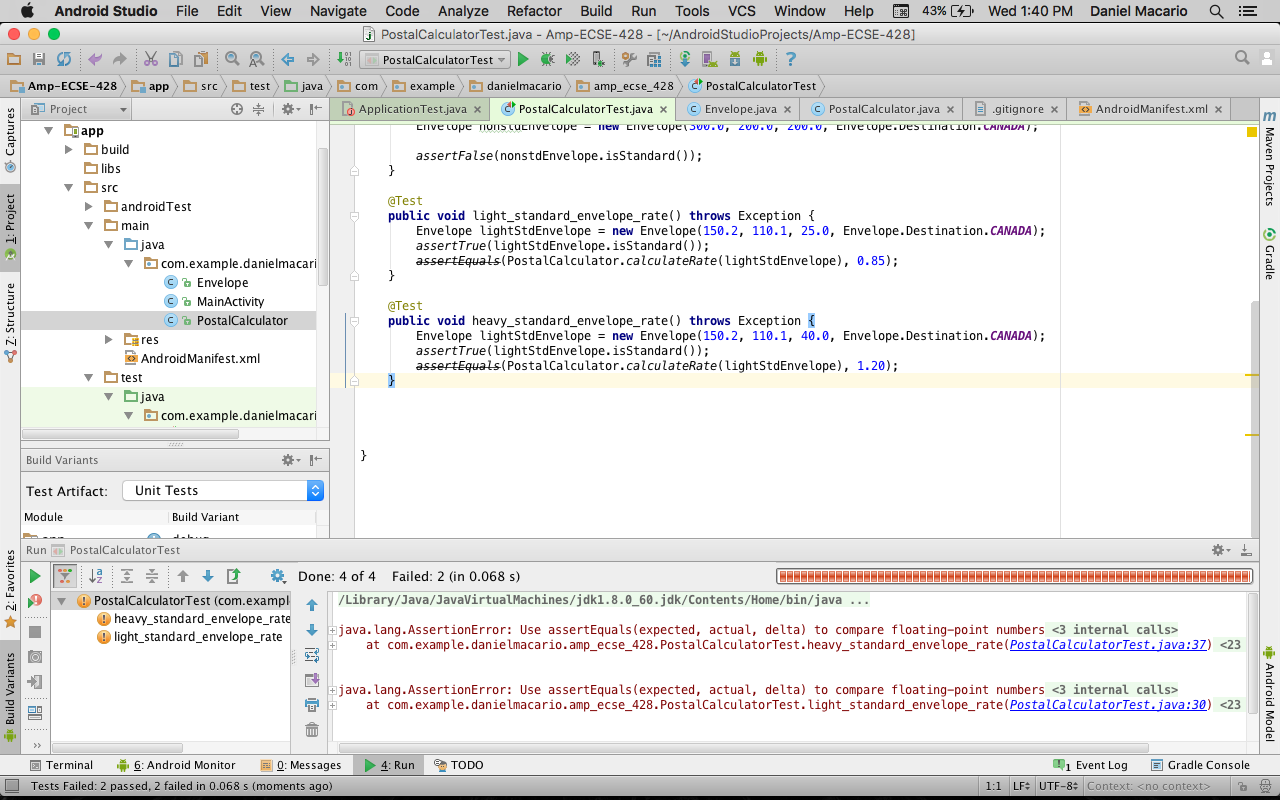 Android Studio File Edit View Navigate Code Analyze Refactor Build Run Tools VCS Window Help 43% Wed 1:40 PM Daniel Macario
PostalCalculatorTest.java - Amp-ECSE-428 - [~/AndroidStudioProjects/Amp-ECSE-428]
PostalCalculatorTest
Amp-ECSE-428 app src test java com example danielmacario amp_ecse_428 PostalCalculatorTest
Captures
1: Project
Z: Structure
2: Favorites
Build Variants
Project
app
build
libs
src
androidTest
main
java
com.example.danielmacari
Envelope
MainActivity
PostalCalculator
res
AndroidManifest.xml
test
java
com.example.danielmacari
Build Variants
Test Artifact: Unit Tests
Module Build Variant
app debug
ApplicationTest.java PostalCalculatorTest.java Envelope.java PostalCalculator.java .gitignore AndroidManifest.xml
Envelope nonstdEnvelope = new Envelope(300.0, 200.0, 200.0, Envelope.Destination.CANADA);
assertFalse(nonstdEnvelope.isStandard());
}
@Test
public void light_standard_envelope_rate() throws Exception {
Envelope lightStdEnvelope = new Envelope(150.2, 110.1, 25.0, Envelope.Destination.CANADA);
assertTrue(lightStdEnvelope.isStandard());
assertEquals(PostalCalculator.calculateRate(lightStdEnvelope), 0.85);
}
@Test
public void heavy_standard_envelope_rate() throws Exception {
Envelope lightStdEnvelope = new Envelope(150.2, 110.1, 40.0, Envelope.Destination.CANADA);
assertTrue(lightStdEnvelope.isStandard());
assertEquals(PostalCalculator.calculateRate(lightStdEnvelope), 1.20);
}
}
m Maven Projects
Gradle
Android Model
Run PostalCalculatorTest
Done: 4 of 4 Failed: 2 (in 0.068 s)
PostalCalculatorTest (com.exampl
heavy_standard_envelope_rate
light_standard_envelope_rate
/Library/Java/JavaVirtualMachines/jdk1.8.0_60.jdk/Contents/Home/bin/java ...
java.lang.AssertionError: Use assertEquals(expected, actual, delta) to compare floating-point numbers <3 internal calls>
at com.example.danielmacario.amp_ecse_428.PostalCalculatorTest.heavy_standard_envelope_rate(PostalCalculatorTest.java:37) <23
java.lang.AssertionError: Use assertEquals(expected, actual, delta) to compare floating-point numbers <3 internal calls>
at com.example.danielmacario.amp_ecse_428.PostalCalculatorTest.light_standard_envelope_rate(PostalCalculatorTest.java:30) <23
Terminal 6: Android Monitor 0: Messages 4: Run TODO 1 Event Log Gradle Console
Tests Failed: 2 passed, 2 failed in 0.068 s (moments ago) 1:1 LF UTF-8 Context: <no context>